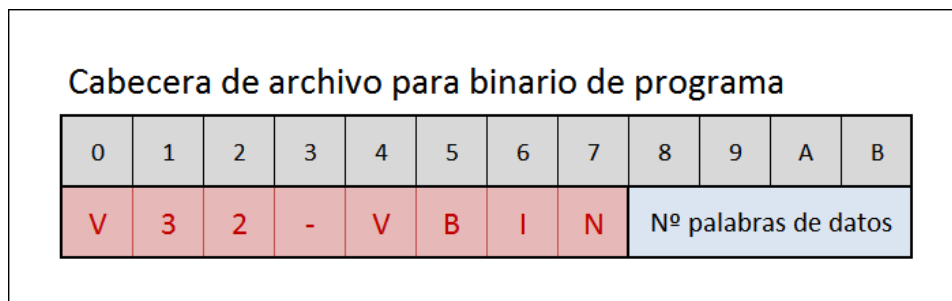 Cabecera de archivo para binario de programa
0 1 2 3 4 5 6 7 8 9 A B
V 3 2 - V B I N Nº palabras de datos